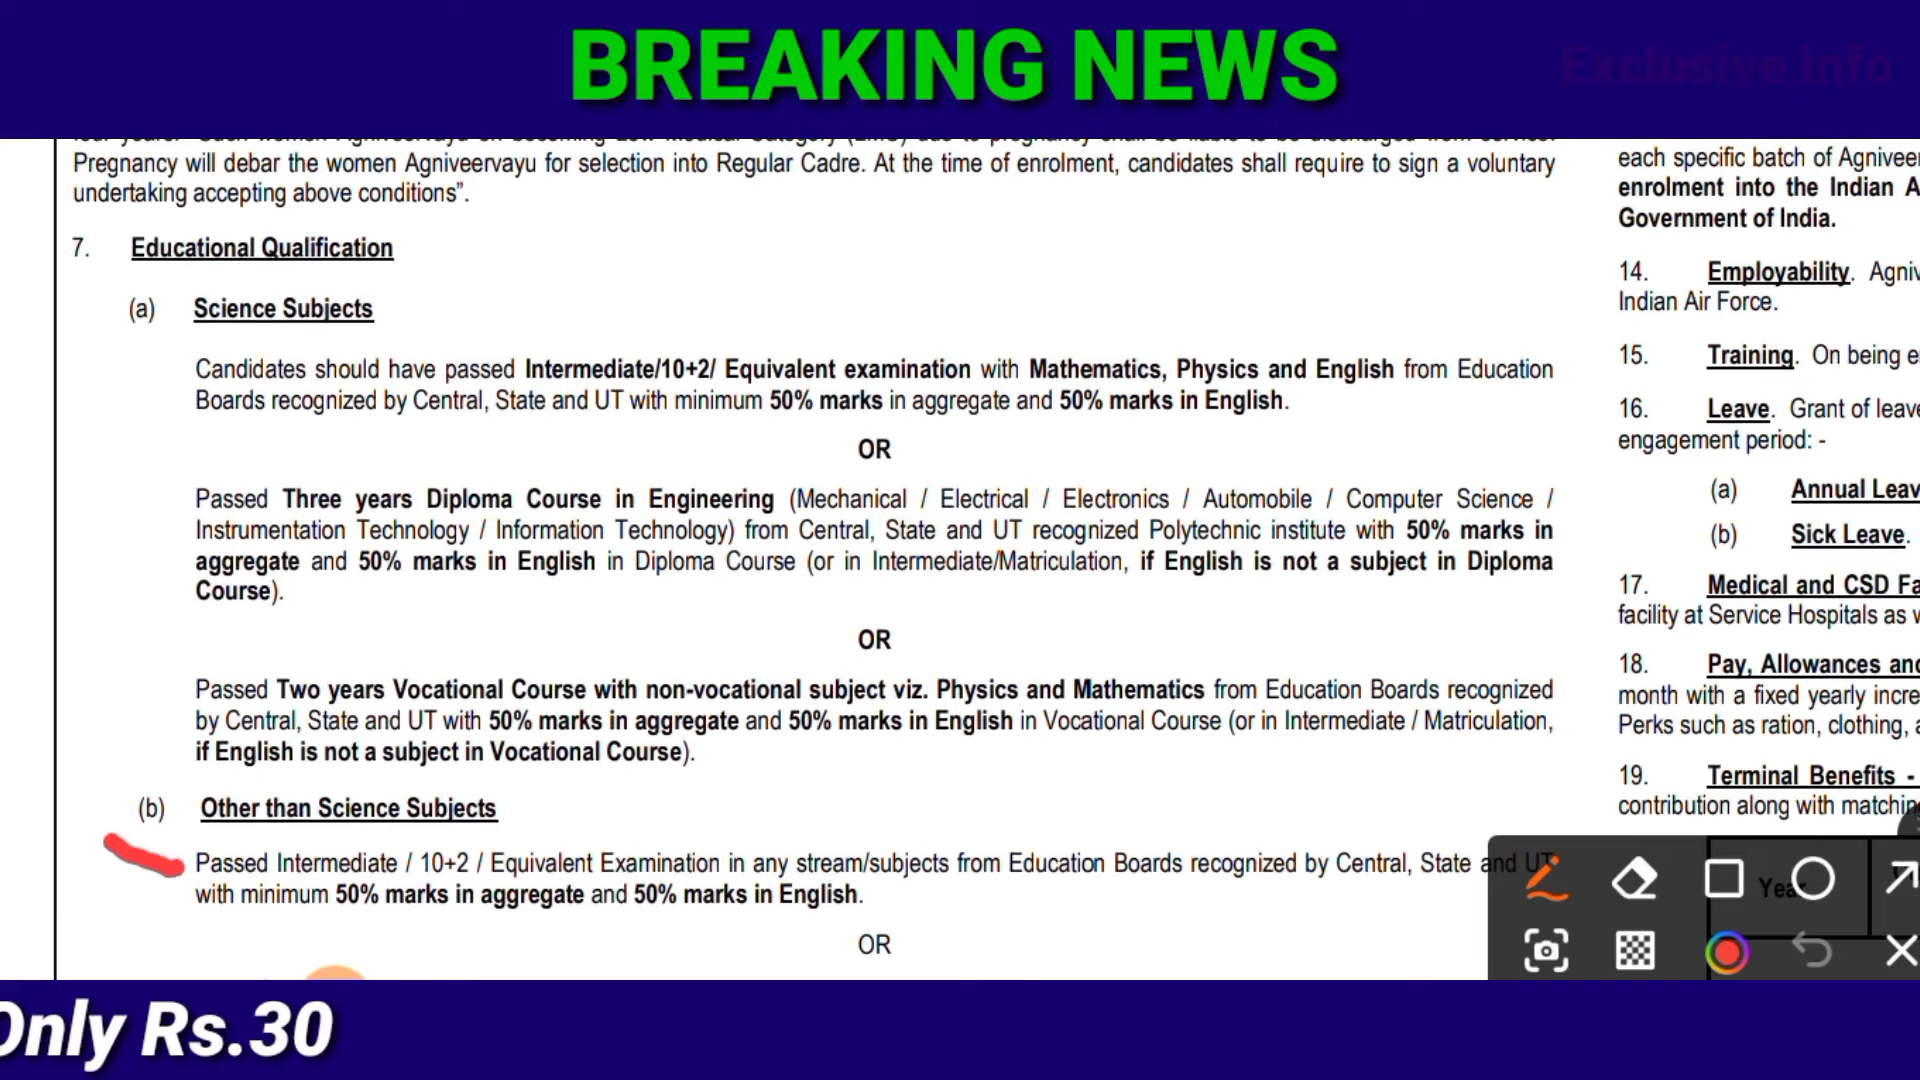 BREAKING NEWS
Exclusive Info
Pregnancy will debar the women Agniveervayu for selection into Regular Cadre. At the time of enrolment, candidates shall require to sign a voluntary
undertaking accepting above conditions”.
7. Educational Qualification
(a) Science Subjects
Candidates should have passed Intermediate/10+2/ Equivalent examination with Mathematics, Physics and English from Education
Boards recognized by Central, State and UT with minimum 50% marks in aggregate and 50% marks in English.
OR
Passed Three years Diploma Course in Engineering (Mechanical / Electrical / Electronics / Automobile / Computer Science /
Instrumentation Technology / Information Technology) from Central, State and UT recognized Polytechnic institute with 50% marks in
aggregate and 50% marks in English in Diploma Course (or in Intermediate/Matriculation, if English is not a subject in Diploma
Course).
OR
Passed Two years Vocational Course with non-vocational subject viz. Physics and Mathematics from Education Boards recognized
by Central, State and UT with 50% marks in aggregate and 50% marks in English in Vocational Course (or in Intermediate / Matriculation,
if English is not a subject in Vocational Course).
(b) Other than Science Subjects
Passed Intermediate / 10+2 / Equivalent Examination in any stream/subjects from Education Boards recognized by Central, State and UT
with minimum 50% marks in aggregate and 50% marks in English.
OR
each specific batch of
enrolment into the Indian
Government of India.
14. Employability.
Indian Air Force.
15. Training. On being
16. Leave. Grant of
engagement period: -
(a) Annual
(b) Sick Leave.
17. Medical and CSD
facility at Service Hospitals as
18. Pay, Allowances
month with a fixed yearly
Perks such as ration, clothing,
19. Terminal Benefits -
contribution along with
Only Rs.30